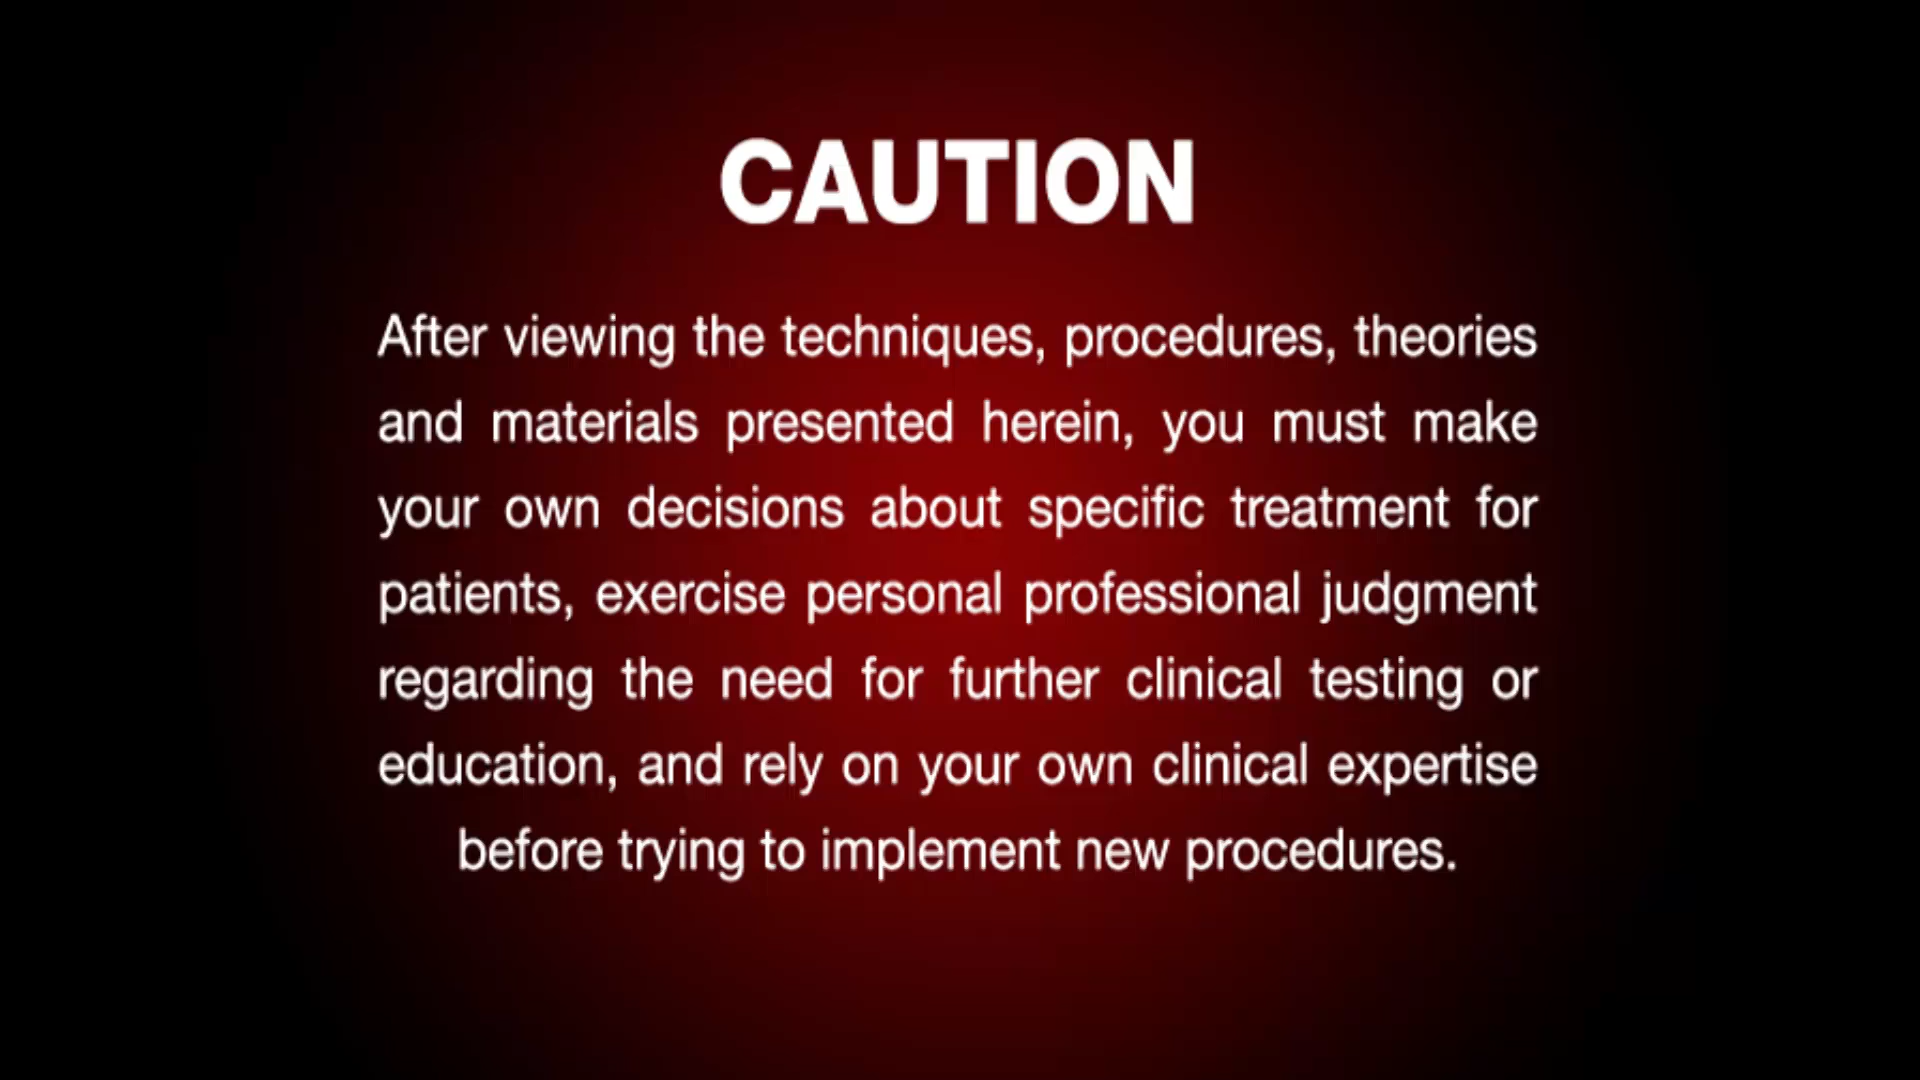 CAUTION
After viewing the techniques, procedures, theories
and materials presented herein, you must make
your own decisions about specific treatment for
patients, exercise personal professional judgment
regarding the need for further clinical testing or
education, and rely on your own clinical expertise
before trying to implement new procedures.